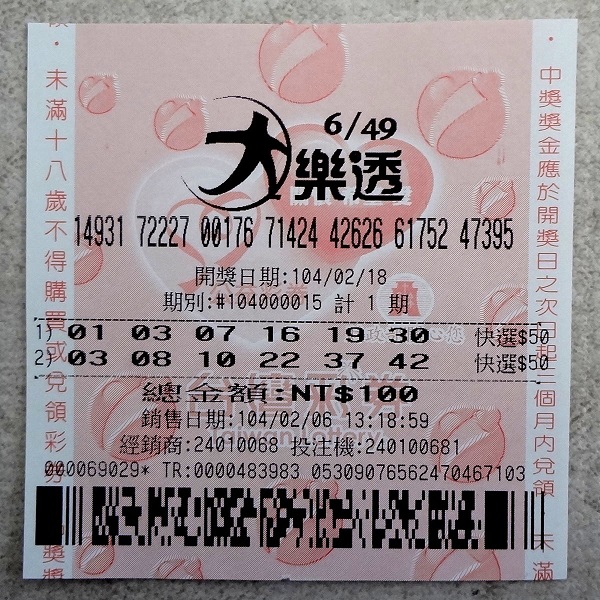 6/49
大樂透
14931 72227 00176 71424 42626 61752 47395
開獎日期:104/02/18
期別:#104000015 計 1 期
1) 01 03 07 16 19 30 快選$50
2) 03 08 10 22 37 42 快選$50
總金額:NT$100
銷售日期:104/02/06 13:18:59
經銷商:24010068 投注機:240100681
000069029* TR:0000483983 053090765624704671​03
・未滿十八歲不得購買或兌領彩券
・中獎獎金應於開獎日之次日起三個月內兌領